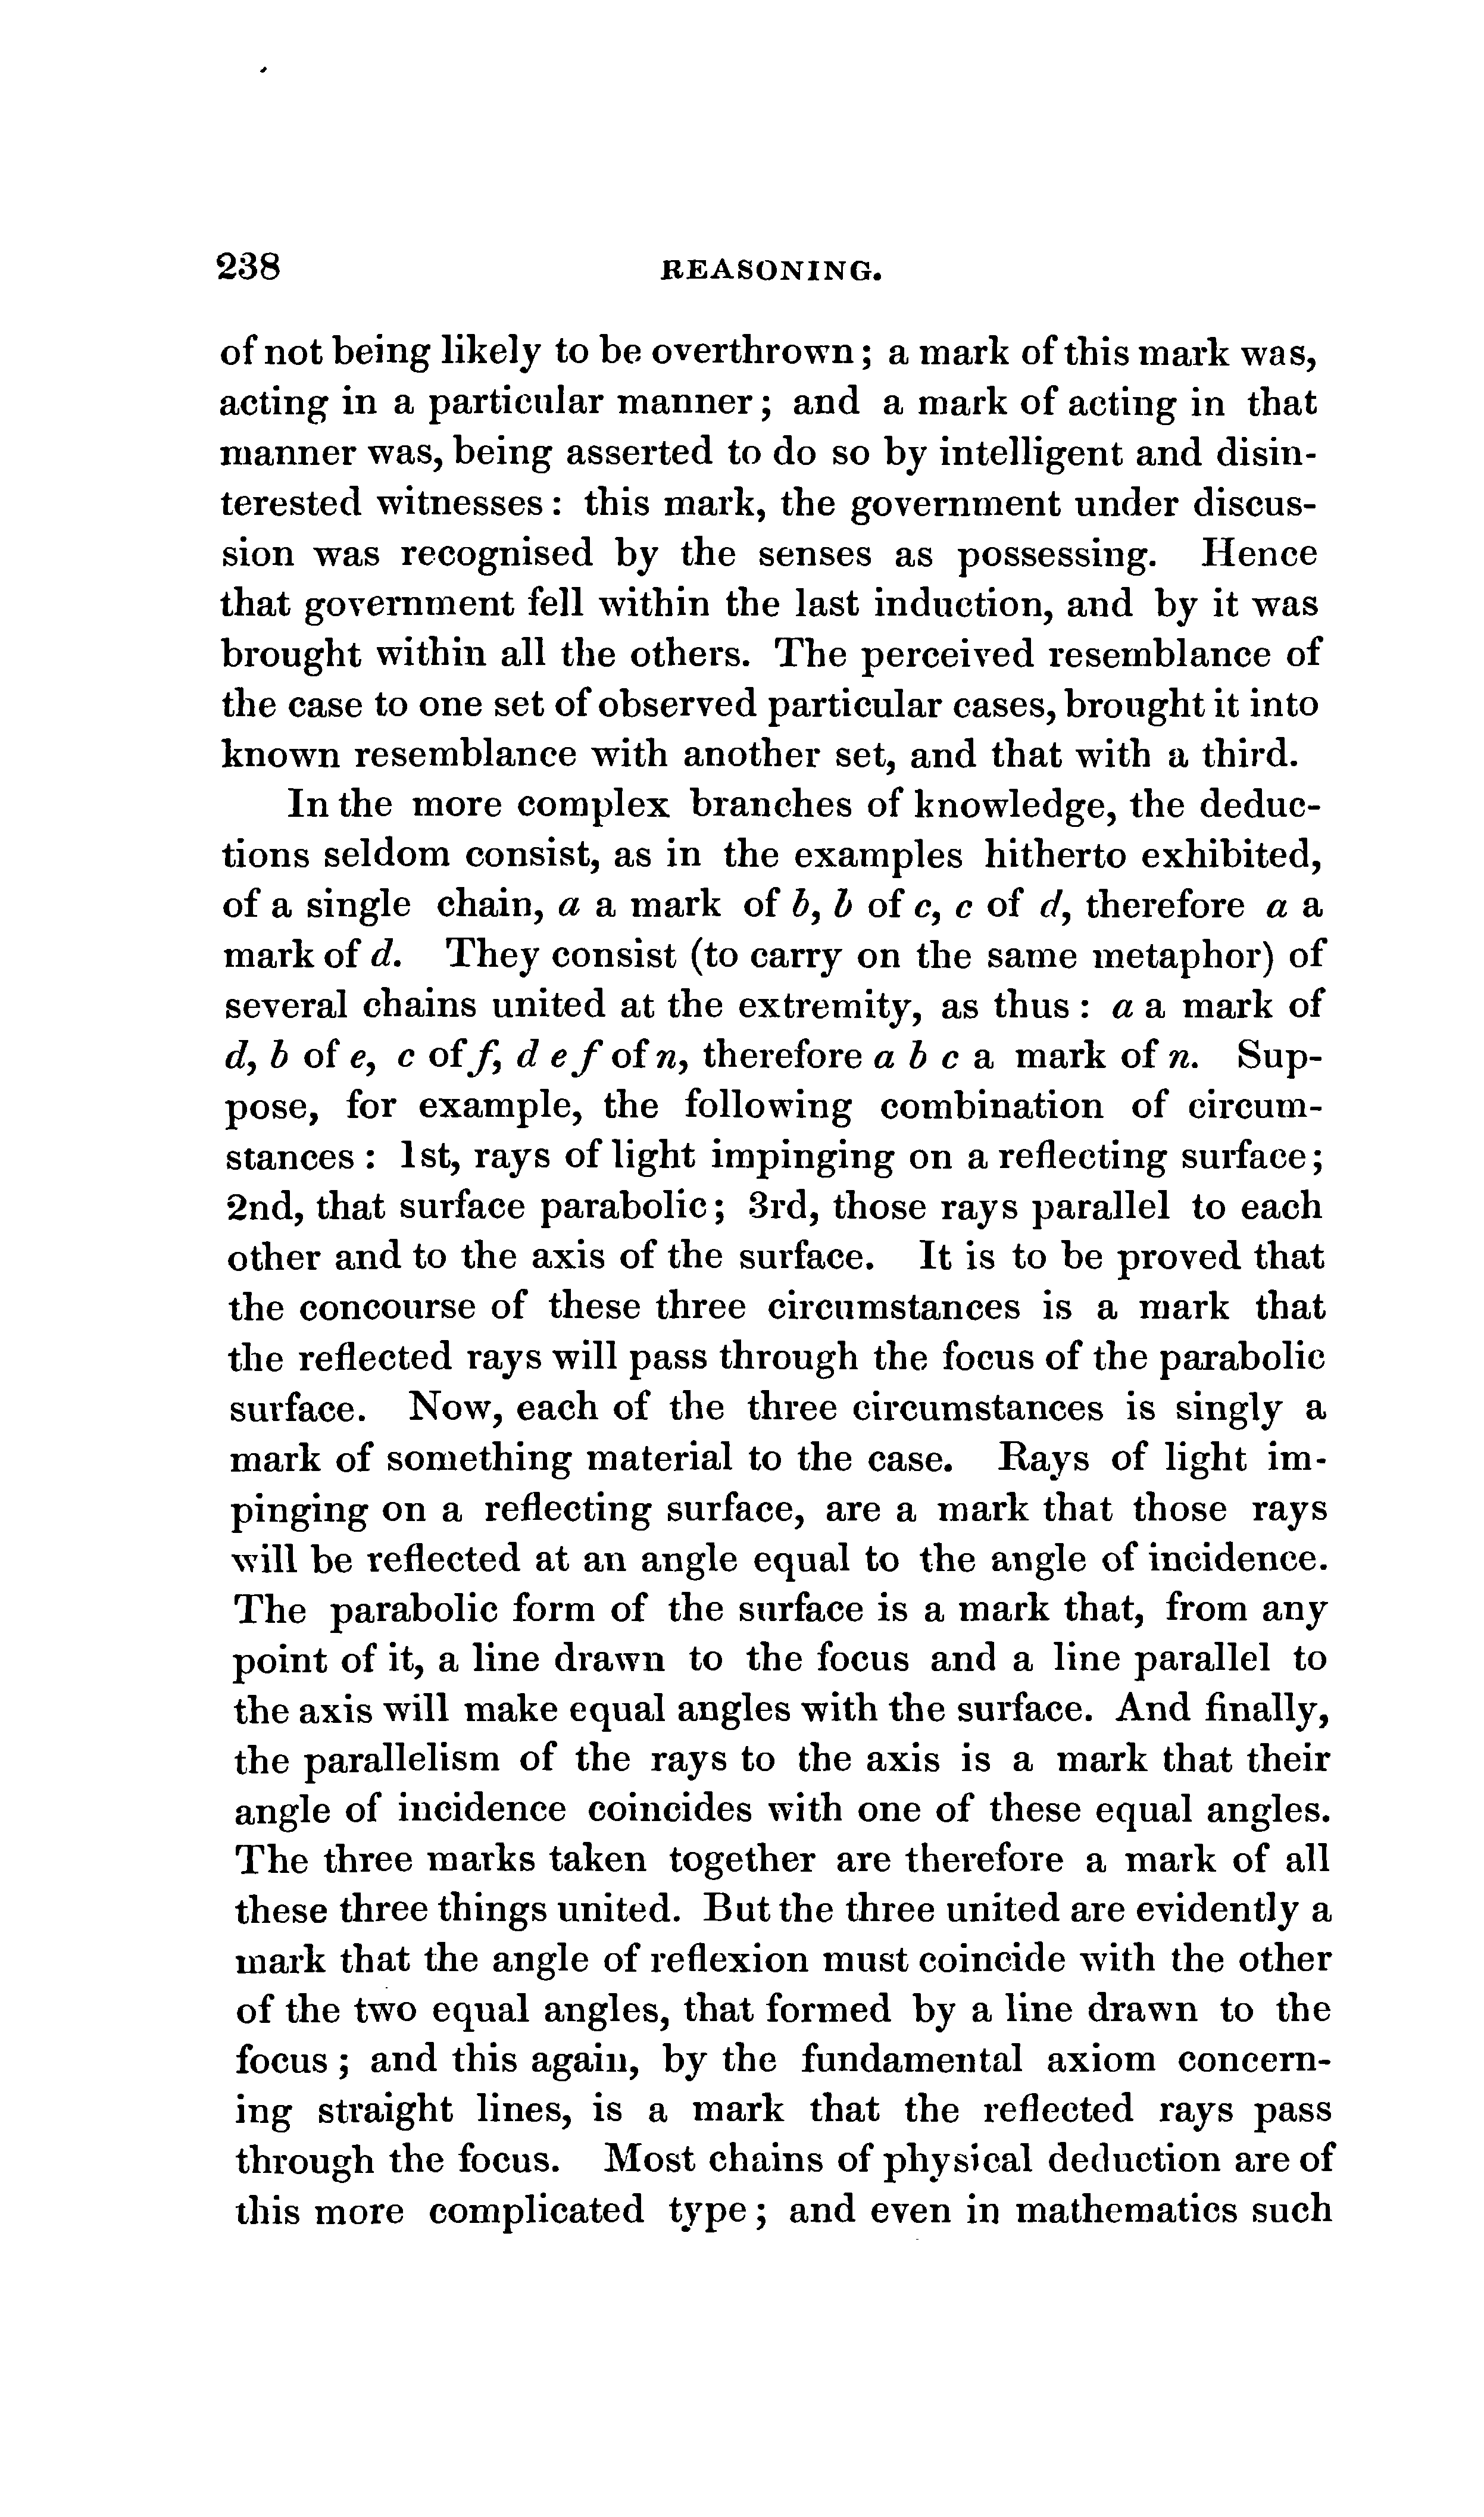 238 REASONING.
of not being likely to be overthrown; a mark of this mark was,
acting in a particular manner; and a mark of acting in that
manner was, being asserted to do so by intelligent and disin-
terested witnesses: this mark, the government under discus-
sion was recognised by the senses as possessing. Hence
that government fell within the last induction, and by it was
brought within all the others. The perceived resemblance of
the case to one set of observed particular cases, brought it into
known resemblance with another set, and that with a third.
In the more complex branches of knowledge, the deduc-
tions seldom consist, as in the examples hitherto exhibited,
of a single chain, a a mark of b, b of c, c of d, therefore a a
mark of d. They consist (to carry on the same metaphor) of
several chains united at the extremity, as thus: a a mark of
d, b of e, c of f, d e f of n, therefore a b c a mark of n. Sup-
pose, for example, the following combination of circum-
stances: 1st, rays of light impinging on a reflecting surface;
2nd, that surface parabolic; 3rd, those rays parallel to each
other and to the axis of the surface. It is to be proved that
the concourse of these three circumstances is a mark that
the reflected rays will pass through the focus of the parabolic
surface. Now, each of the three circumstances is singly a
mark of something material to the case. Rays of light im-
pinging on a reflecting surface, are a mark that those rays
will be reflected at an angle equal to the angle of incidence.
The parabolic form of the surface is a mark that, from any
point of it, a line drawn to the focus and a line parallel to
the axis will make equal angles with the surface. And finally,
the parallelism of the rays to the axis is a mark that their
angle of incidence coincides with one of these equal angles.
The three marks taken together are therefore a mark of all
these three things united. But the three united are evidently a
mark that the angle of reflexion must coincide with the other
of the two equal angles, that formed by a line drawn to the
focus; and this again, by the fundamental axiom concern-
ing straight lines, is a mark that the reflected rays pass
through the focus. Most chains of physical deduction are of
this more complicated type; and even in mathematics such